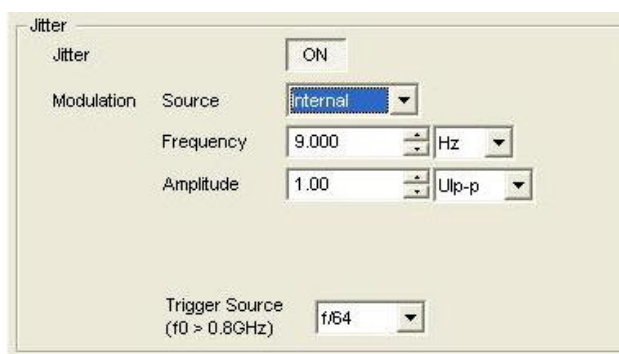 Jitter
Jitter ON
Modulation Source Internal
Frequency 9.000 Hz
Amplitude 1.00 UIp-p
Trigger Source
(f0 > 0.8GHz) f/64